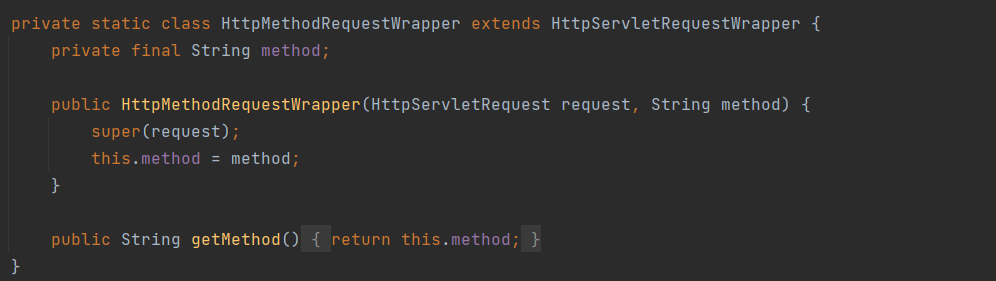 private static class HttpMethodRequestWrapper extends HttpServletRequestWrapper {
private final String method;
public HttpMethodRequestWrapper(HttpServletRequest request, String method) {
super(request);
this.method = method;
}
public String getMethod() { return this.method; }
}